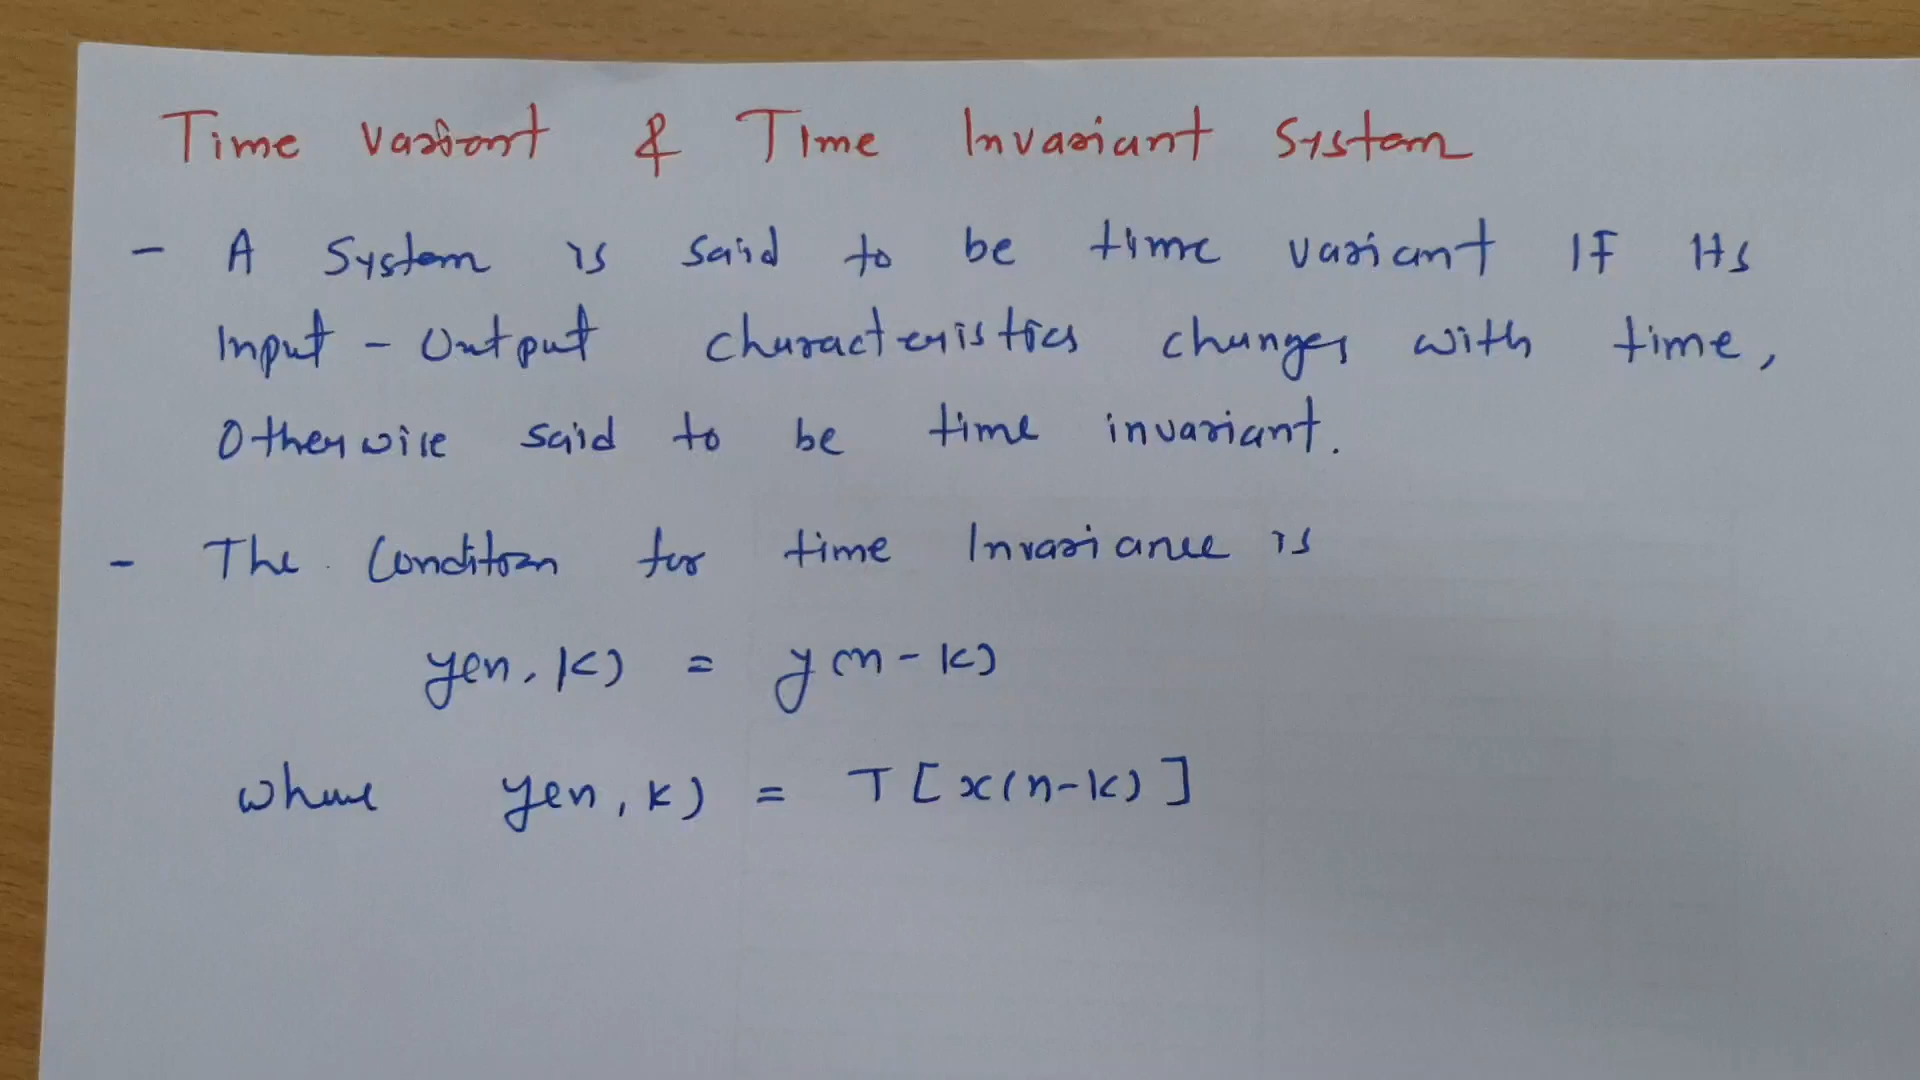 Time variant & Time Invariant System
- A System is said to be time variant IF Its
Input - Output characteristics changes with time,
Otherwise said to be time invariant.
- The Condition for time Invariance is
y(n, k) = y(n-k)
where y(n, k) = T[x(n-k)]